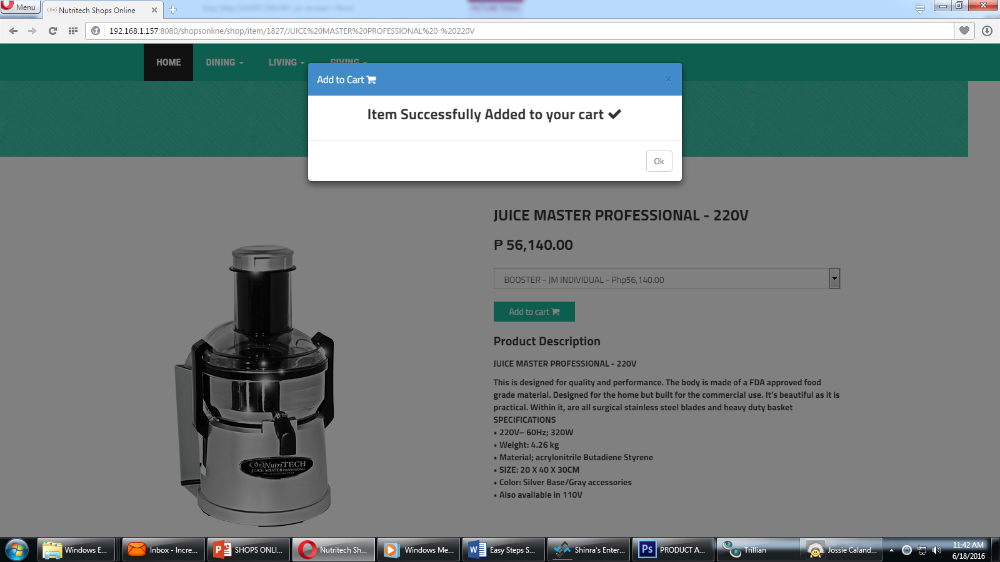 Menu
Nutritech Shops Online
192.168.1.157:8080/shopsonline/shop/item/1827/JUICE%20MASTER%20PROFESSIONAL%20-%20220V
HOME
DINING
LIVING
GIVING
Add to Cart
×
Item Successfully Added to your cart
Ok
JUICE MASTER PROFESSIONAL - 220V
₱ 56,140.00
BOOSTER - JM INDIVIDUAL - Php56,140.00
Add to cart
Product Description
JUICE MASTER PROFESSIONAL - 220V
This is designed for quality and performance. The body is made of a FDA approved food
grade material. Designed for the home but built for the commercial use. It's beautiful as it is
practical. Within it, are all surgical stainless steel blades and heavy duty basket
SPECIFICATIONS
• 220V– 60Hz; 320W
• Weight: 4.26 kg
• Material; acrylonitrile Butadiene Styrene
• SIZE: 20 X 40 X 30CM
• Color: Silver Base/Gray accessories
• Also available in 110V
NutriTECH
JUICE MASTER PROFESSIONAL
Windows E...
Inbox - Incre...
SHOPS ONLI...
Nutritech Sh...
Windows Me...
Easy Steps S...
Shinra's Enter...
PRODUCT A...
Trillian
Jossie Caland...
11:42 AM
6/18/2016